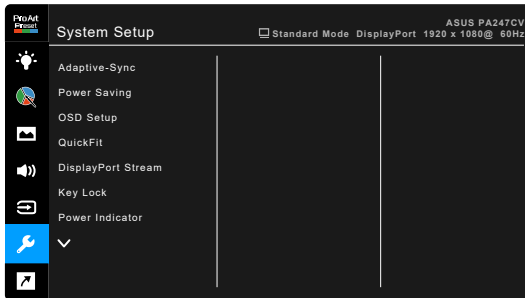 ProArt
Preset
System Setup
ASUS PA247CV
Standard Mode DisplayPort 1920 x 1080@ 60Hz
Adaptive-Sync
Power Saving
OSD Setup
QuickFit
DisplayPort Stream
Key Lock
Power Indicator